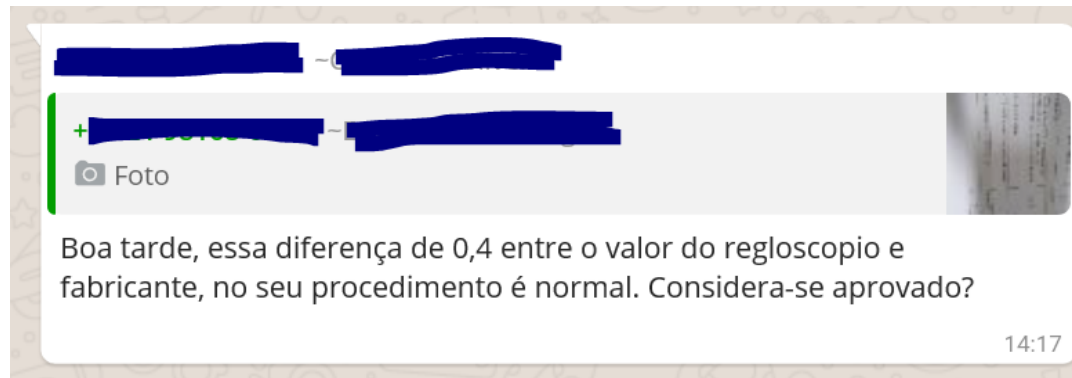 Foto
Boa tarde, essa diferença de 0,4 entre o valor do regloscopio e
fabricante, no seu procedimento é normal. Considera-se aprovado?
14:17